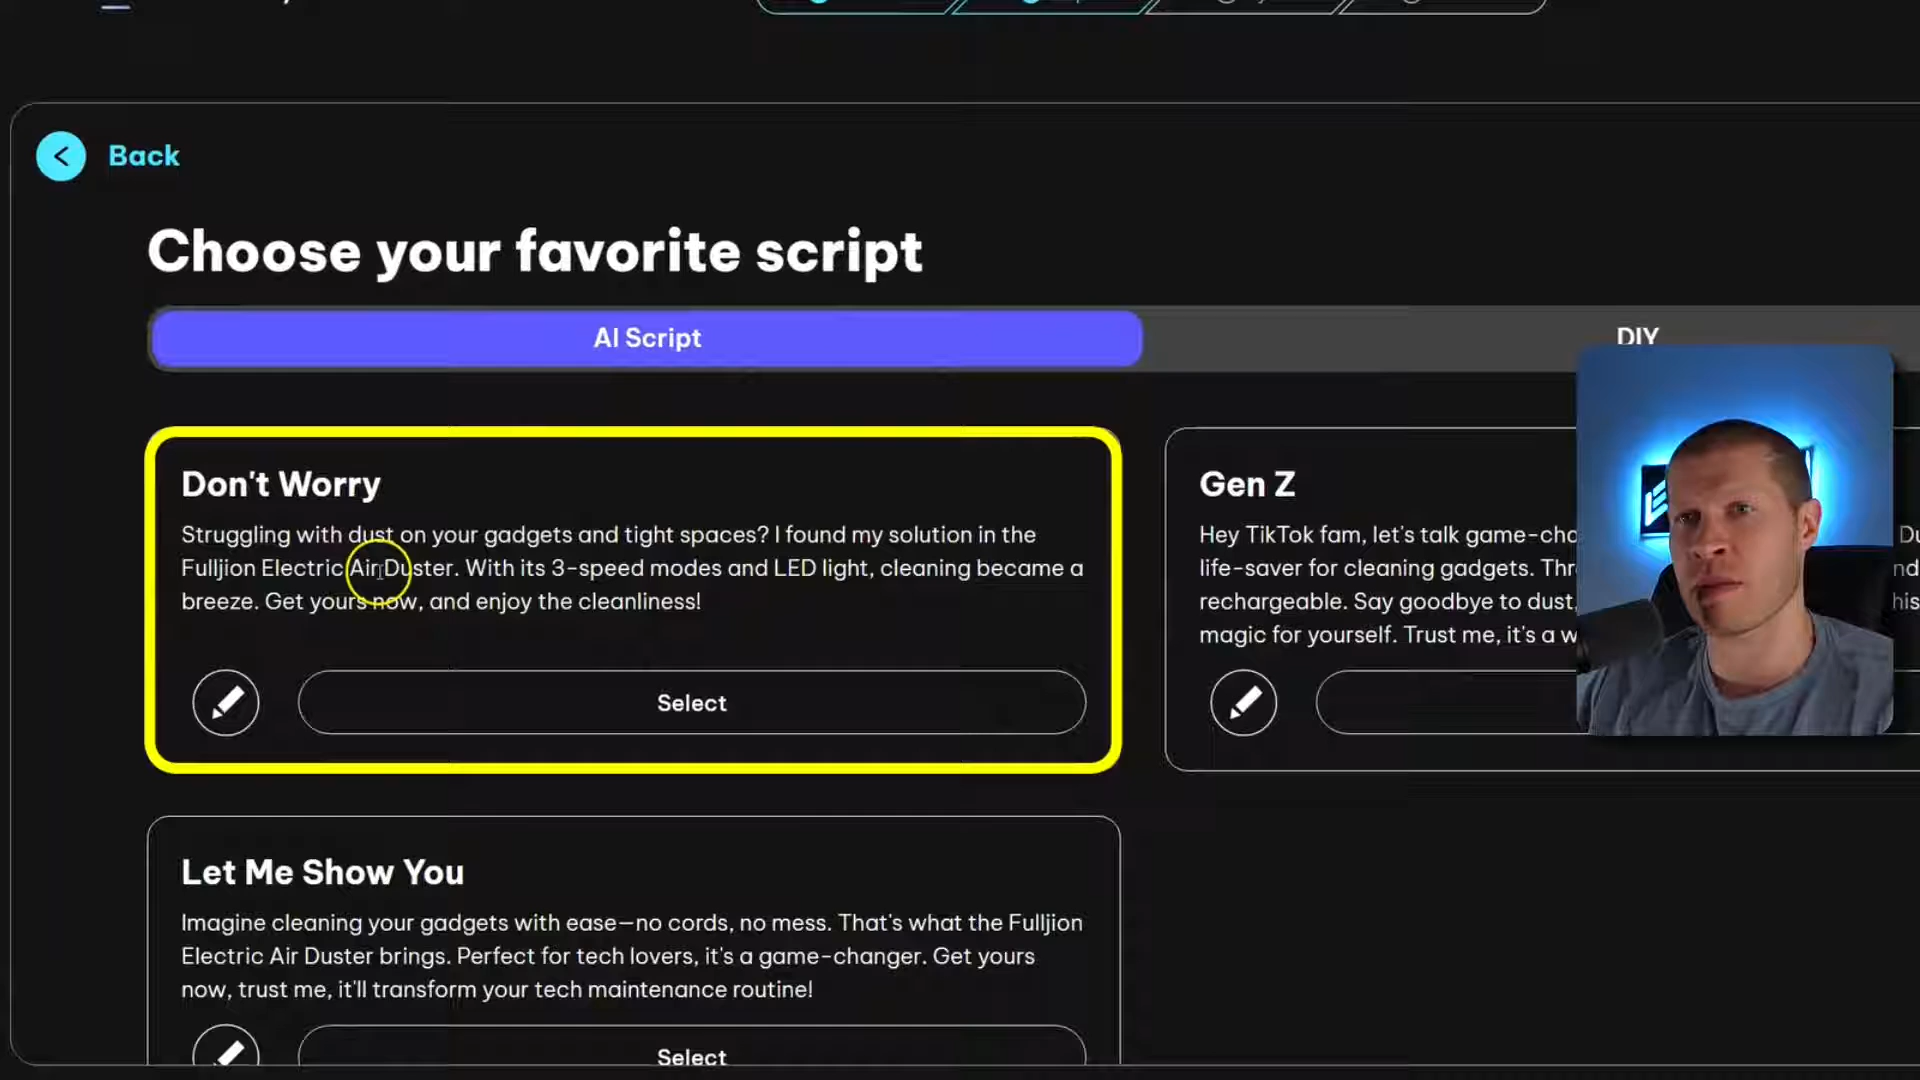 Back
Choose your favorite script
AI Script
DIY
Don't Worry
Struggling with dust on your gadgets and tight spaces? I found my solution in the
Fulljion Electric Air Duster. With its 3-speed modes and LED light, cleaning became a
breeze. Get yours now, and enjoy the cleanliness!
Select
Gen Z
Hey TikTok fam, let's talk
life-saver for cleaning gadgets.
rechargeable. Say goodbye to dust,
magic for yourself. Trust me, it's a
Let Me Show You
Imagine cleaning your gadgets with ease—no cords, no mess. That's what the Fulljion
Electric Air Duster brings. Perfect for tech lovers, it's a game-changer. Get yours
now, trust me, it'll transform your tech maintenance routine!
Select